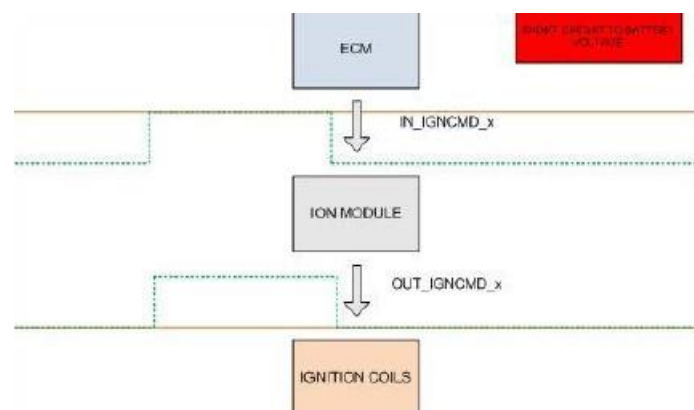 ECM
SHORT CIRCUIT TO BATTERY
VOLTAGE
IN_IGNCMD_x
ION MODULE
OUT_IGNCMD_x
IGNITION COILS